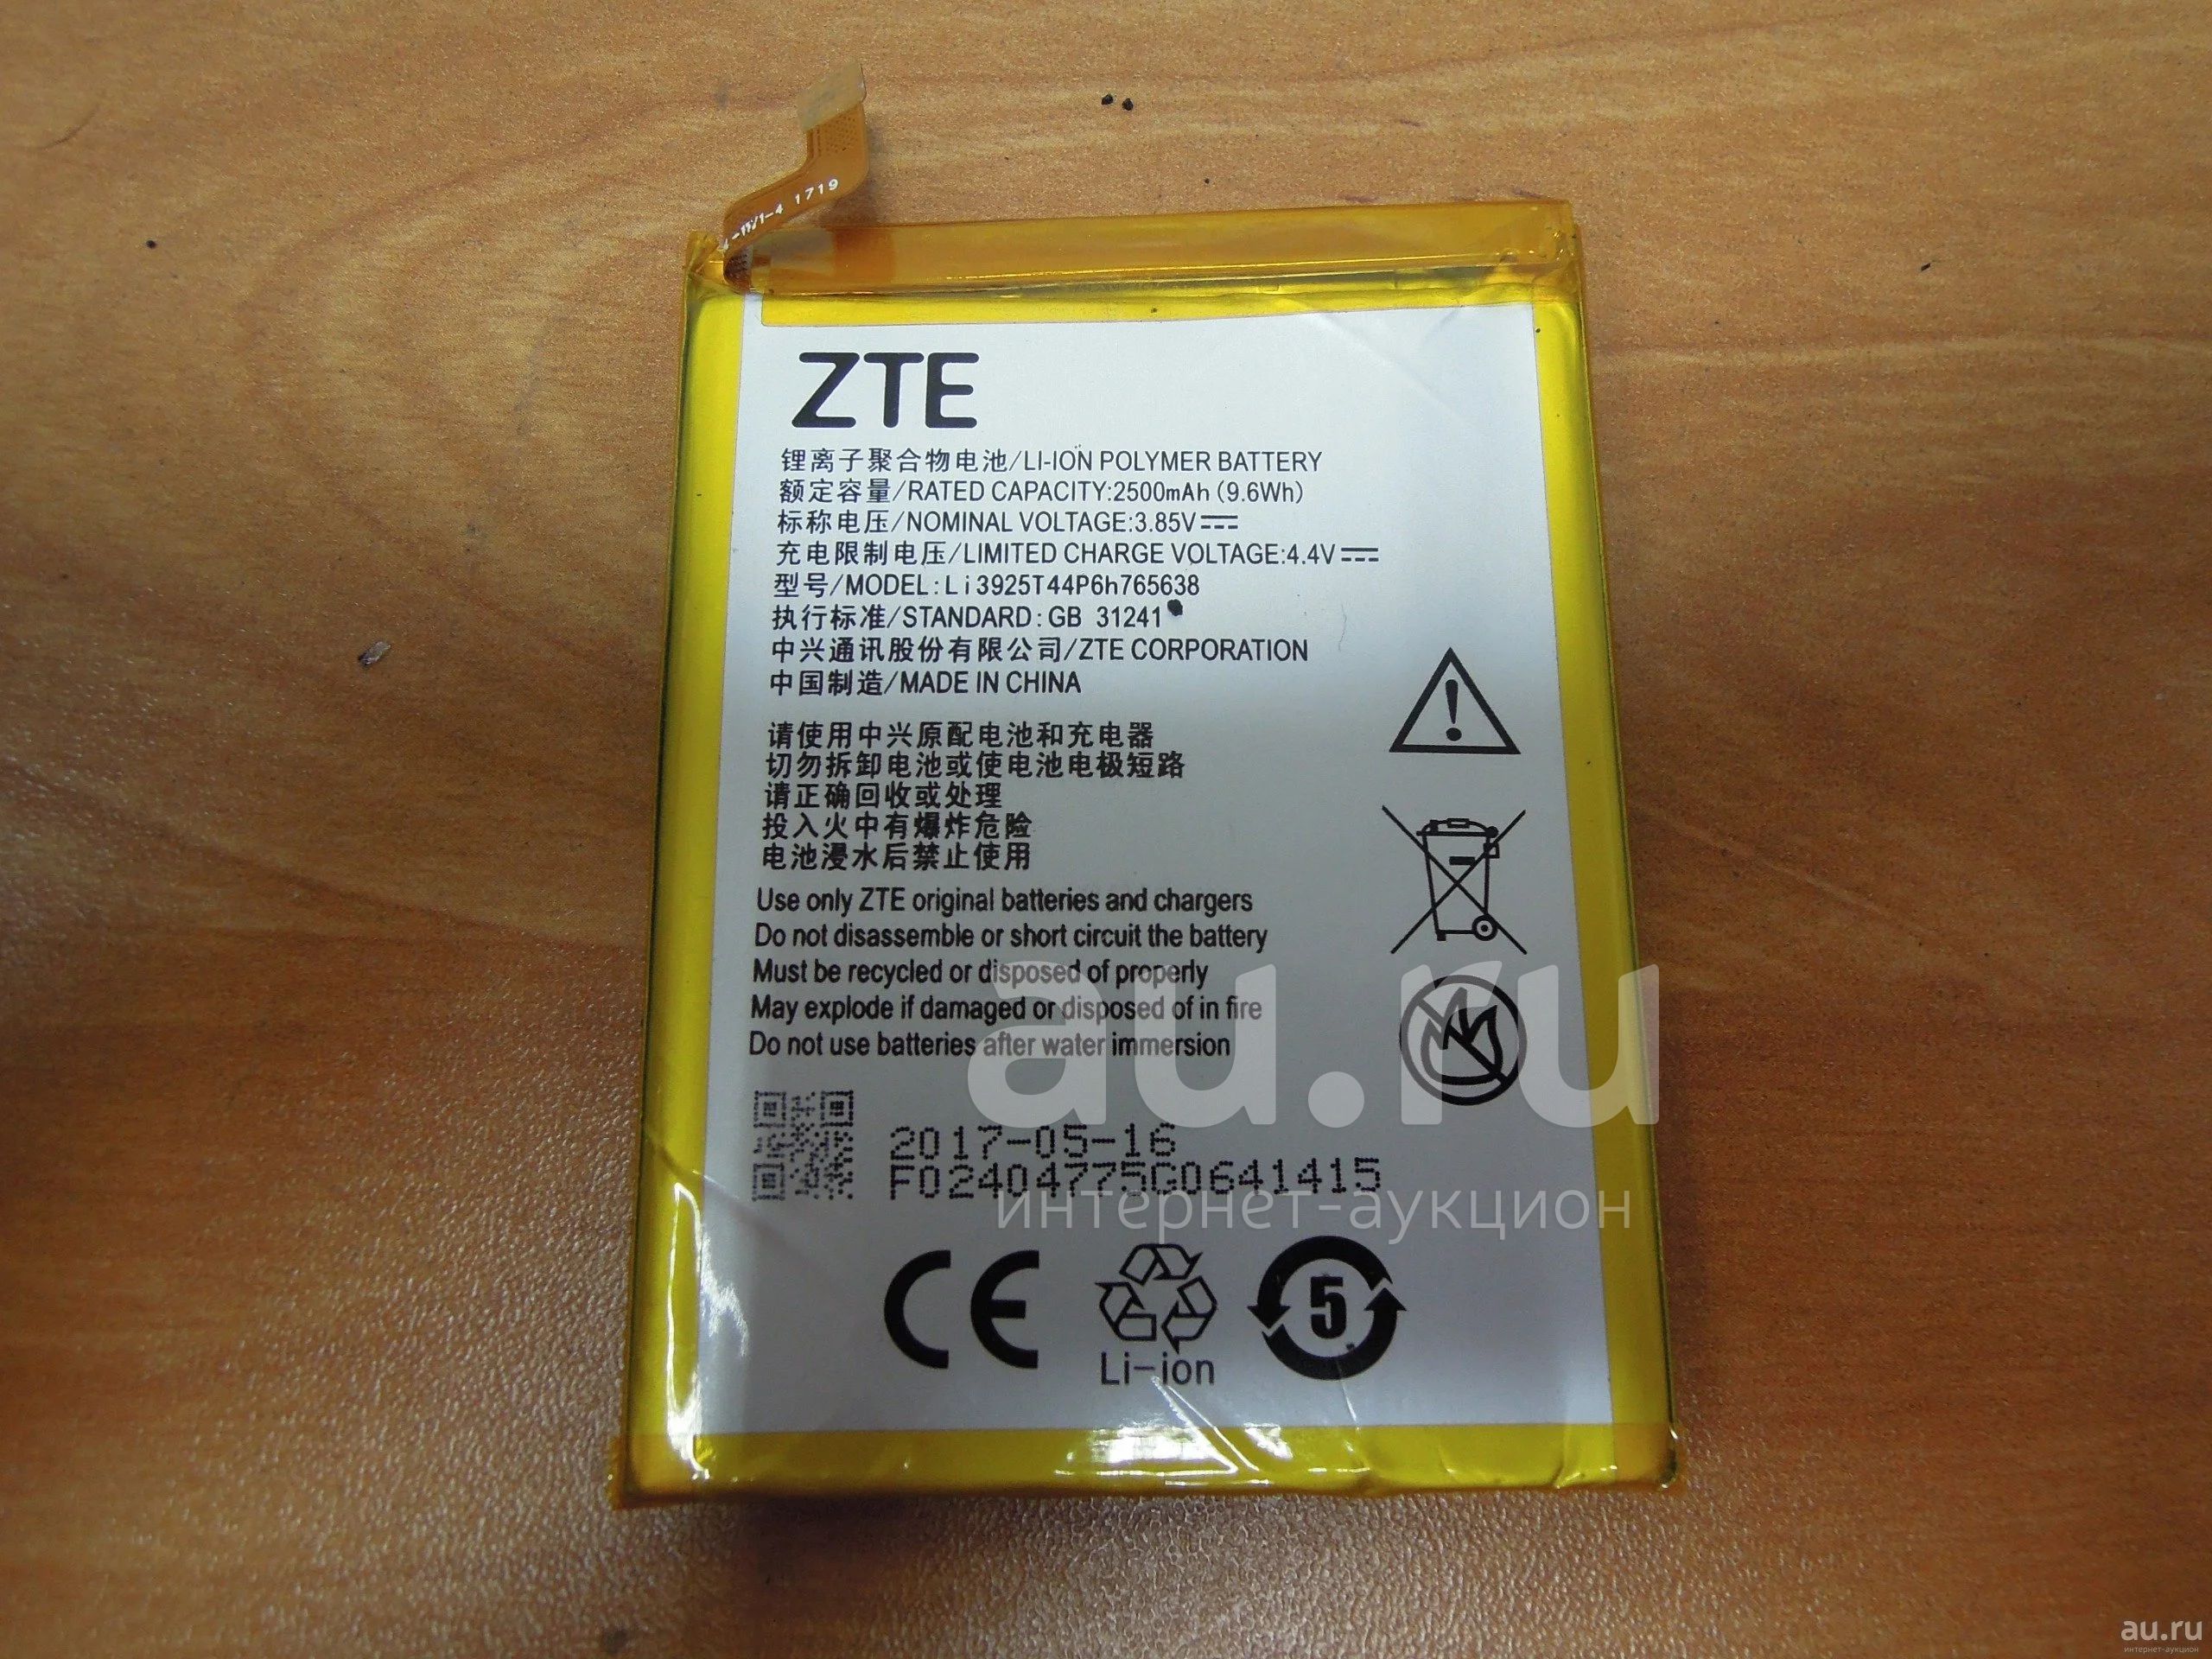 1719
ZTE
锂离子聚合物电池/LI-ION POLYMER BATTERY
额定容量/RATED CAPACITY:2500mAh (9.6Wh)
标称电压/NOMINAL VOLTAGE:3.85V
充电限制电压/LIMITED CHARGE VOLTAGE:4.4V
型号/MODEL:Li3925T44P6h765638
执行标准/STANDARD:GB 31241
中兴通讯股份有限公司/ZTE CORPORATION
中国制造/MADE IN CHINA
请使用中兴原配电池和充电器
切勿拆卸电池或使电池电极短路
请正确回收或处理
投入火中有爆炸危险
电池浸水后禁止使用
Use only ZTE original batteries and chargers
Do not disassemble or short circuit the battery
Must be recycled or disposed of properly
May explode if damaged or disposed of in fire
Do not use batteries after water immersion
au.ru
2017-05-16
F02404775G0641415
интернет-аукцион
CE
Li-ion
5
au.ru
интернет-аукцион